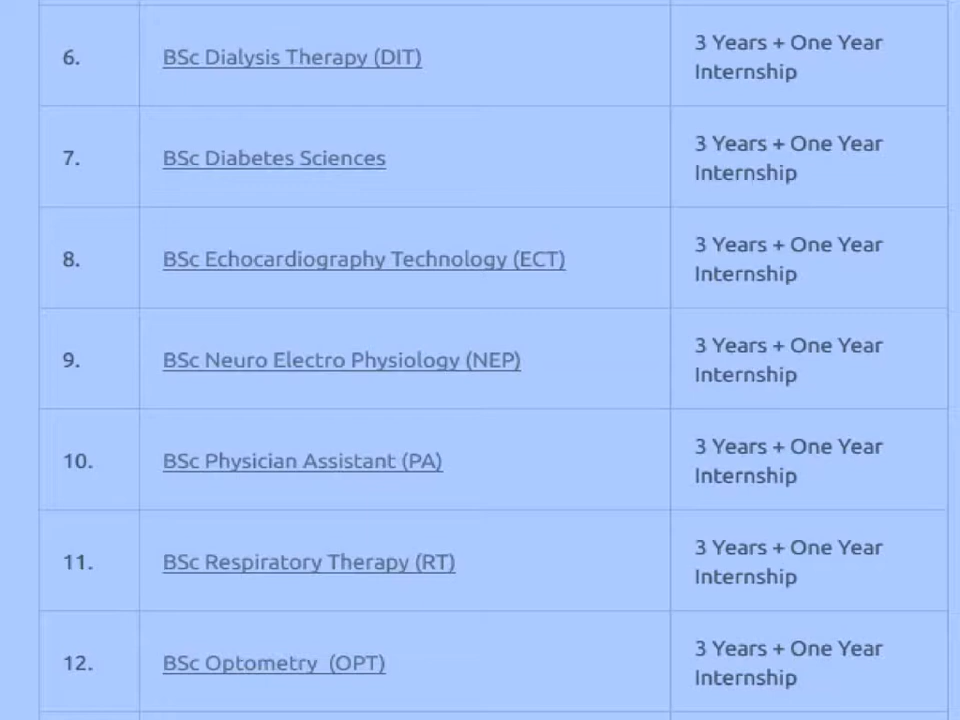 6.
BSc Dialysis Therapy (DIT)
3 Years + One Year
Internship
7.
BSc Diabetes Sciences
3 Years + One Year
Internship
8.
BSc Echocardiography Technology (ECT)
3 Years + One Year
Internship
9.
BSc Neuro Electro Physiology (NEP)
3 Years + One Year
Internship
10.
BSc Physician Assistant (PA)
3 Years + One Year
Internship
11.
BSc Respiratory Therapy (RT)
3 Years + One Year
Internship
12.
BSc Optometry (OPT)
3 Years + One Year
Internship